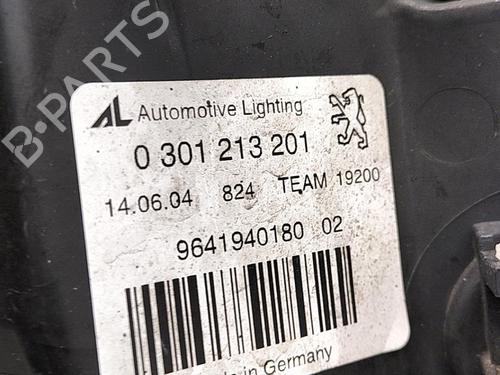 B-PARTS
AL Automotive Lighting
0 301 213 201
14.06.04 824 TEAM 19200
9641940180 02
in Germany